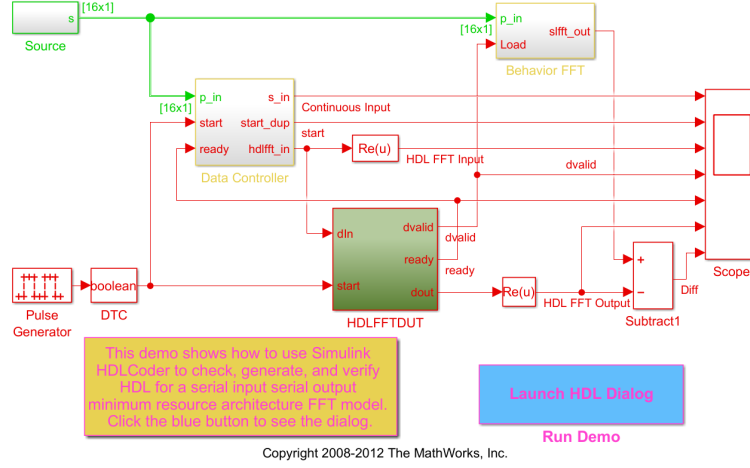 [16x1]
s
Source
p_in
slfft_out
[16x1]
Load
Behavior FFT
p_in
s_in
[16x1]
Continuous Input
start
start_dup
start
ready
hdlfft_in
Re(u)
HDL FFT Input
dvalid
Data Controller
dIn
dvalid
dvalid
ready
ready
start
dout
HDLFFTDUT
boolean
DTC
Pulse
Generator
Re(u)
HDL FFT Output
+
−
Subtract1
Diff
Scope
This demo shows how to use Simulink
HDLCoder to check, generate, and verify
HDL for a serial input serial output
minimum resource architecture FFT model.
Click the blue button to see the dialog.
Launch HDL Dialog
Run Demo
Copyright 2008-2012 The MathWorks, Inc.